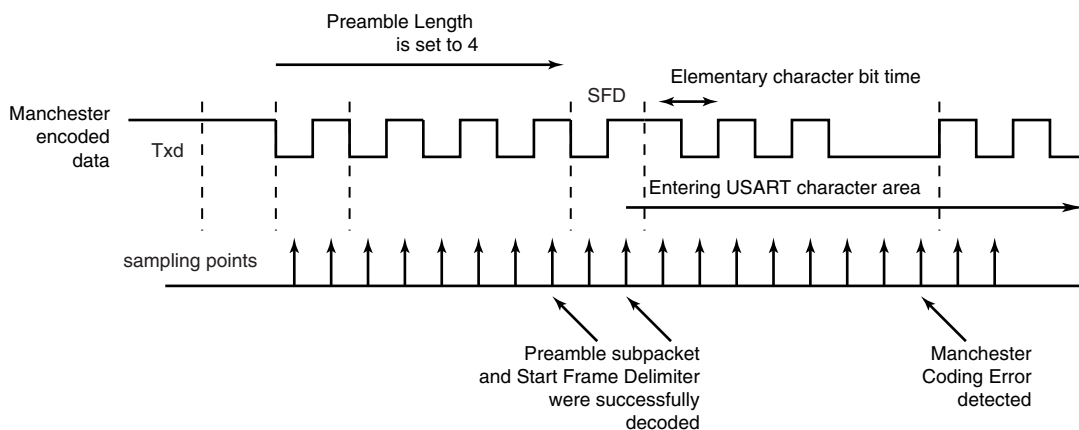 Preamble Length
is set to 4
Elementary character bit time
SFD
Manchester
encoded
data
Txd
Entering USART character area
sampling points
Preamble subpacket
and Start Frame Delimiter
were successfully
decoded
Manchester
Coding Error
detected